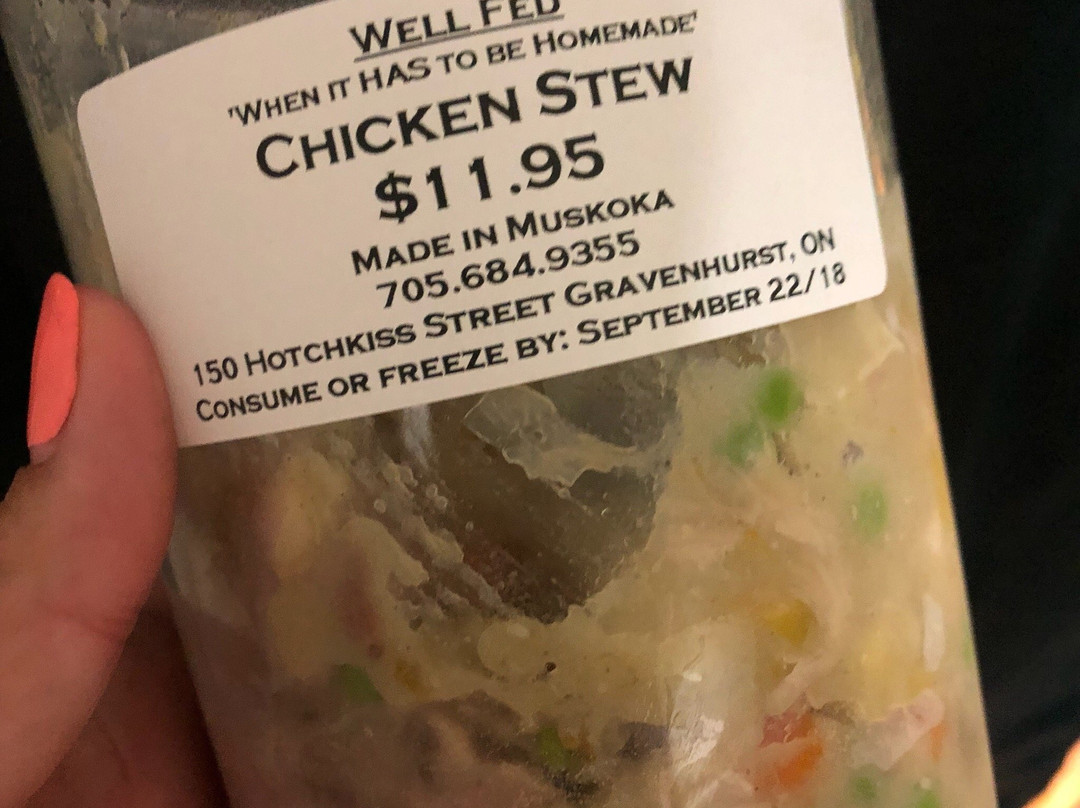 WELL FED
'WHEN IT HAS TO BE HOMEMADE'
CHICKEN STEW
$11.95
MADE IN MUSKOKA
705.684.9355
150 HOTCHKISS STREET GRAVENHURST, ON
CONSUME OR FREEZE BY: SEPTEMBER 22/18